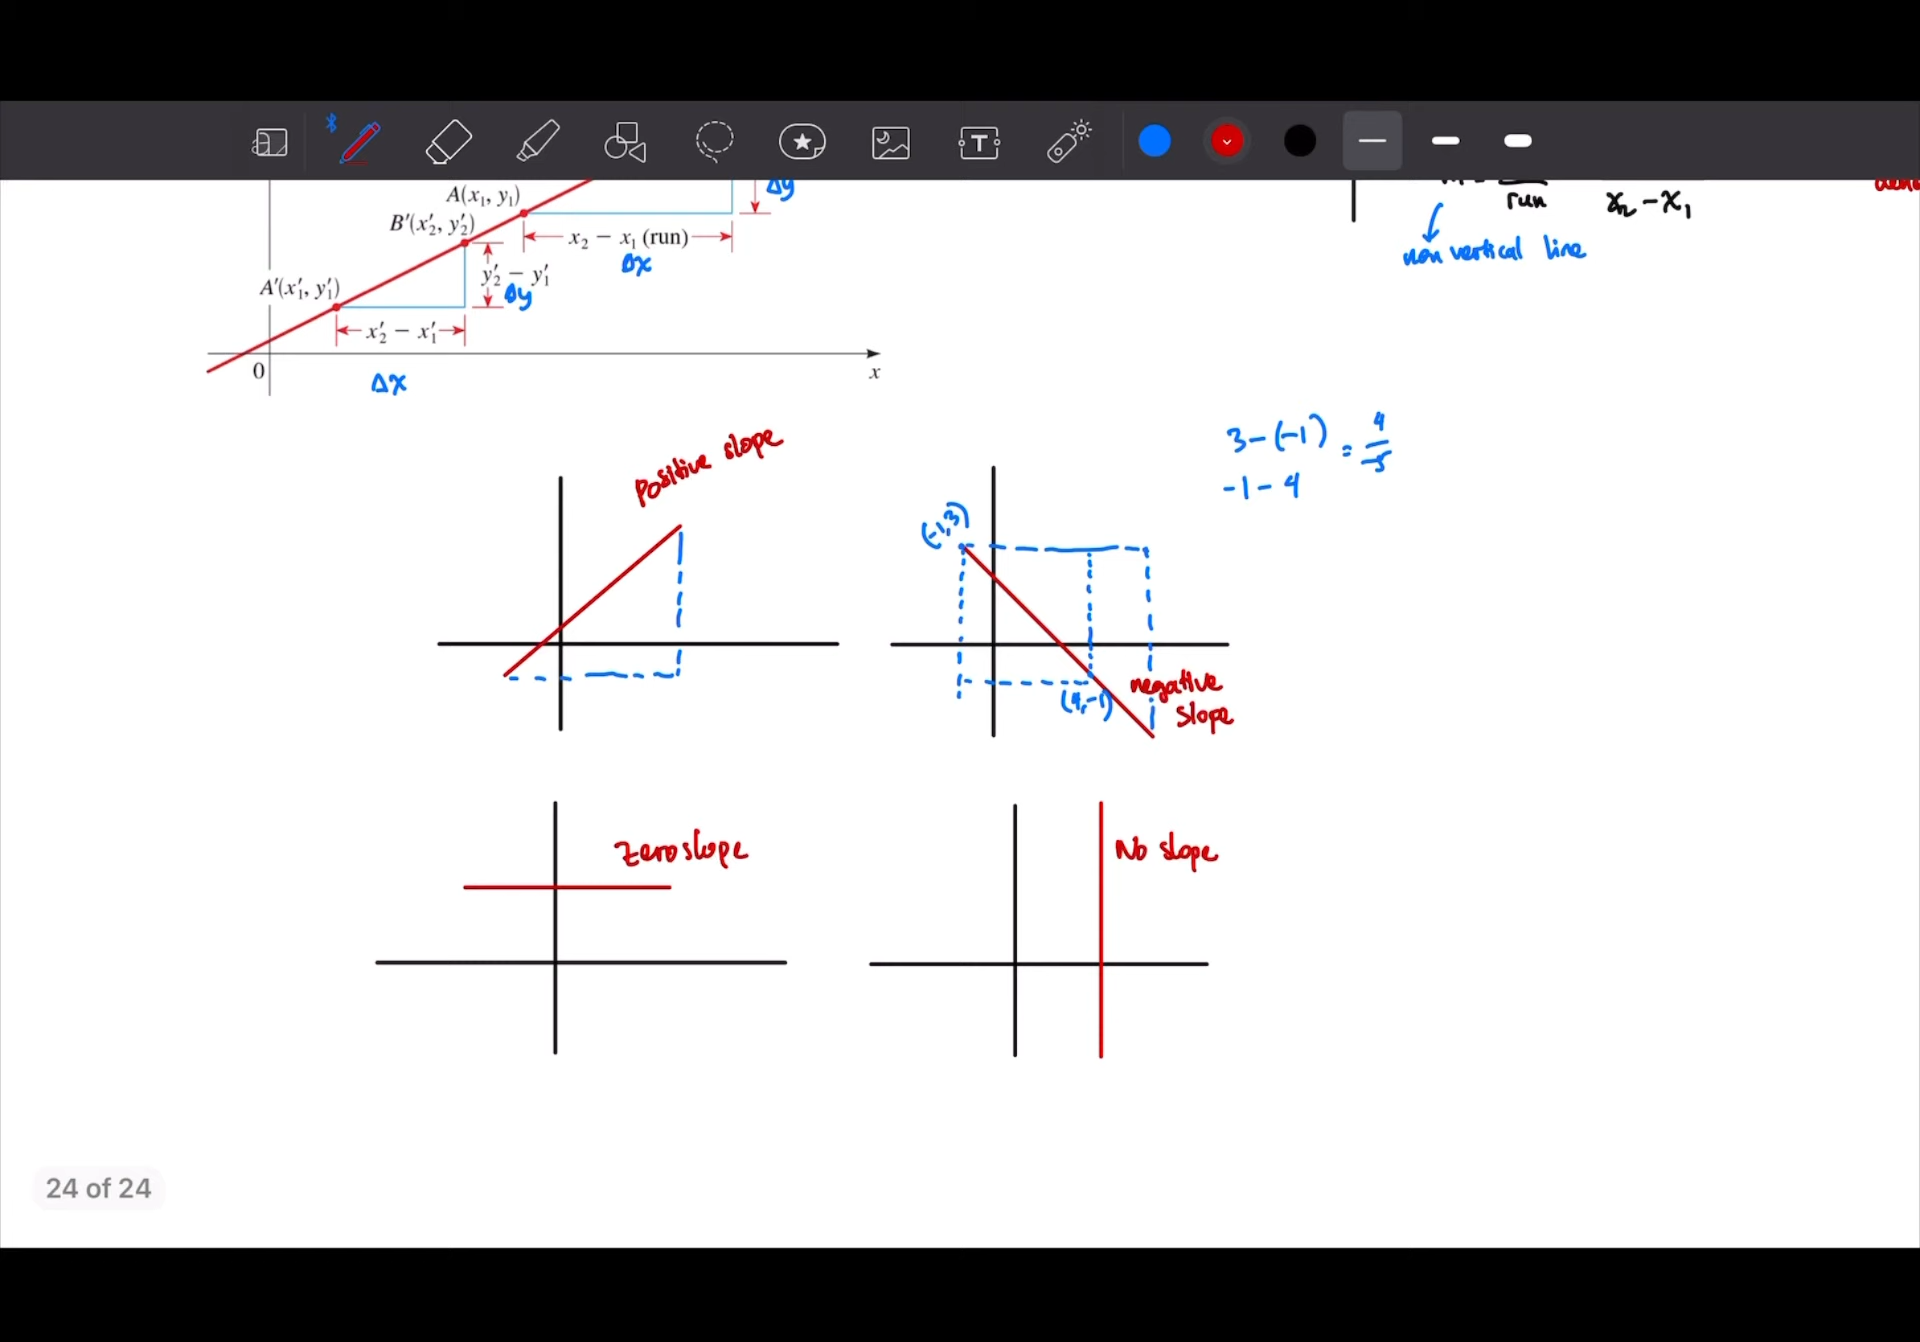 T
Δy
A(x₁, y₁)
B′(x′₂, y′₂)
x₂ − x₁ (run)
Δx
y′₂ − y′₁
Δy
A′(x′₁, y′₁)
x′₂ − x′₁
0
x
Δx
run
x₂ − x₁
non vertical line
positive slope
3 − (−1) = 4/−5
−1 − 4
(−1,3)
(4,−1)
negative
slope
Zero slope
No slope
24 of 24